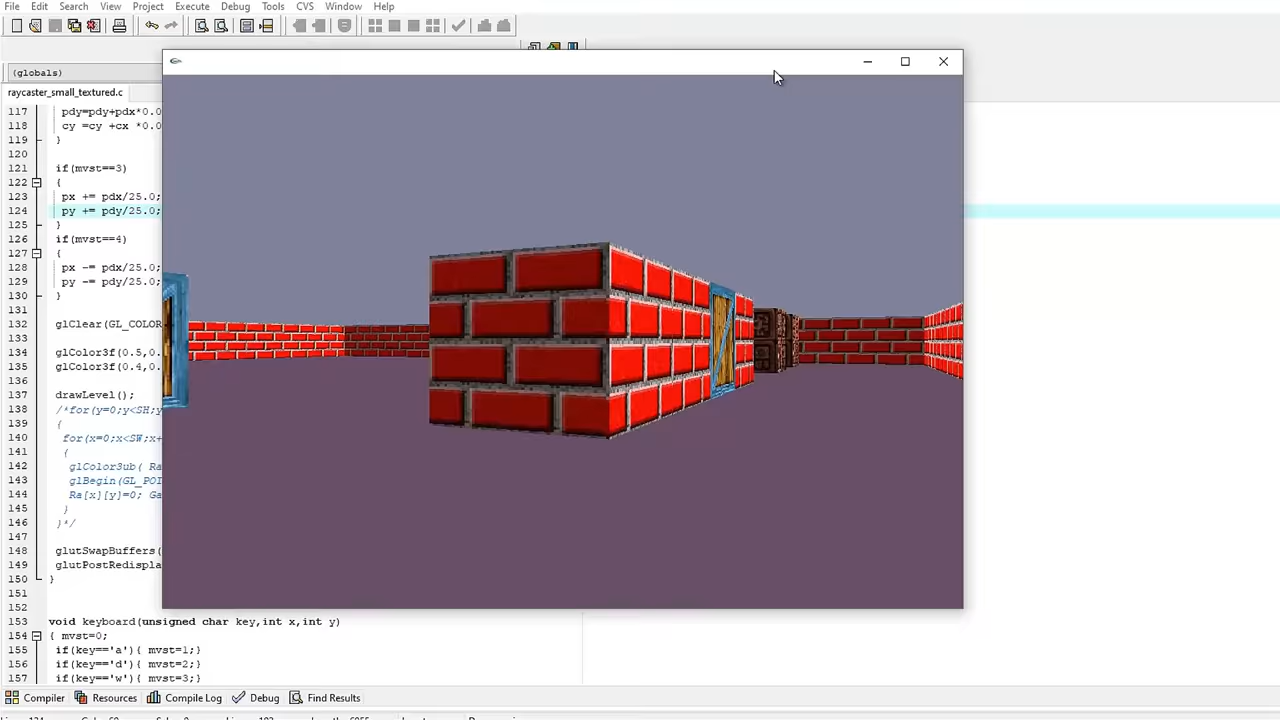 File Edit Search View Project Execute Debug Tools CVS Window Help
(globals)
raycaster_small_textured.c
117 pdy=pdy+pdx*0.0
118 cy =cy +cx *0.0
119 }
120
121 if(mvst==3)
122 {
123 px += pdx/25.0;
124 py += pdy/25.0;
125 }
126 if(mvst==4)
127 {
128 px -= pdx/25.0;
129 py -= pdy/25.0;
130 }
131
132 glClear(GL_COLOR
133
134 glColor3f(0.5,0.
135 glColor3f(0.4,0.
136
137 drawLevel();
138 /*for(y=0;y<SH;y
139 {
140 for(x=0;x<SW;x+
141 {
142 glColor3ub( Ra
143 glBegin(GL_POI
144 Ra[x][y]=0; Ga
145 }
146 }*/
147
148 glutSwapBuffers(
149 glutPostRedispla
150 }
151
152
153 void keyboard(unsigned char key,int x,int y)
154 { mvst=0;
155 if(key=='a'){ mvst=1;}
156 if(key=='d'){ mvst=2;}
157 if(key=='w'){ mvst=3;}
Compiler Resources Compile Log Debug Find Results